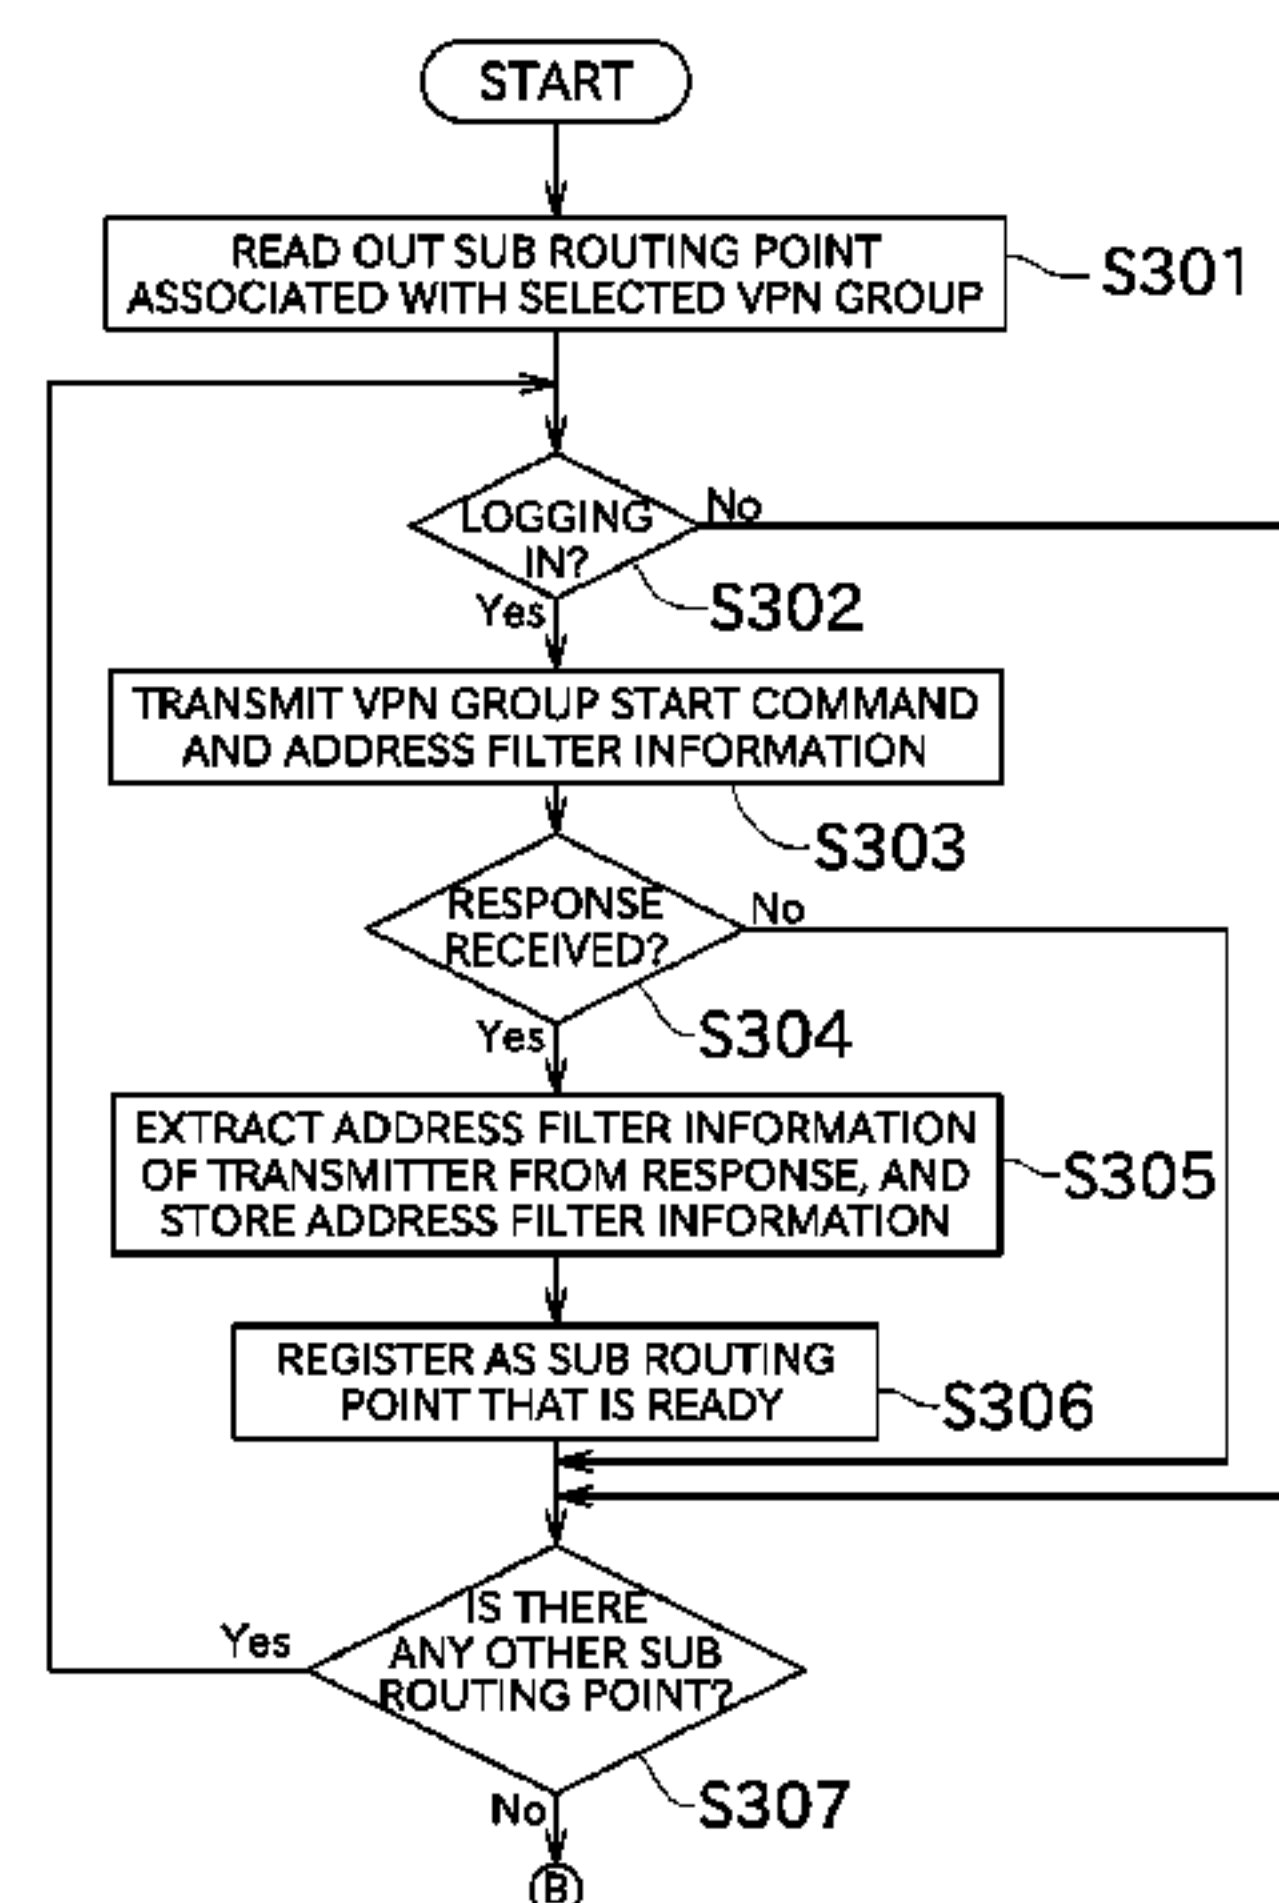 START
READ OUT SUB ROUTING POINT
ASSOCIATED WITH SELECTED VPN GROUP
S301
LOGGING
IN?
No
S302
Yes
TRANSMIT VPN GROUP START COMMAND
AND ADDRESS FILTER INFORMATION
S303
RESPONSE
RECEIVED?
No
S304
Yes
EXTRACT ADDRESS FILTER INFORMATION
OF TRANSMITTER FROM RESPONSE, AND
STORE ADDRESS FILTER INFORMATION
S305
REGISTER AS SUB ROUTING
POINT THAT IS READY
S306
IS THERE
ANY OTHER SUB
ROUTING POINT?
Yes
S307
No
B